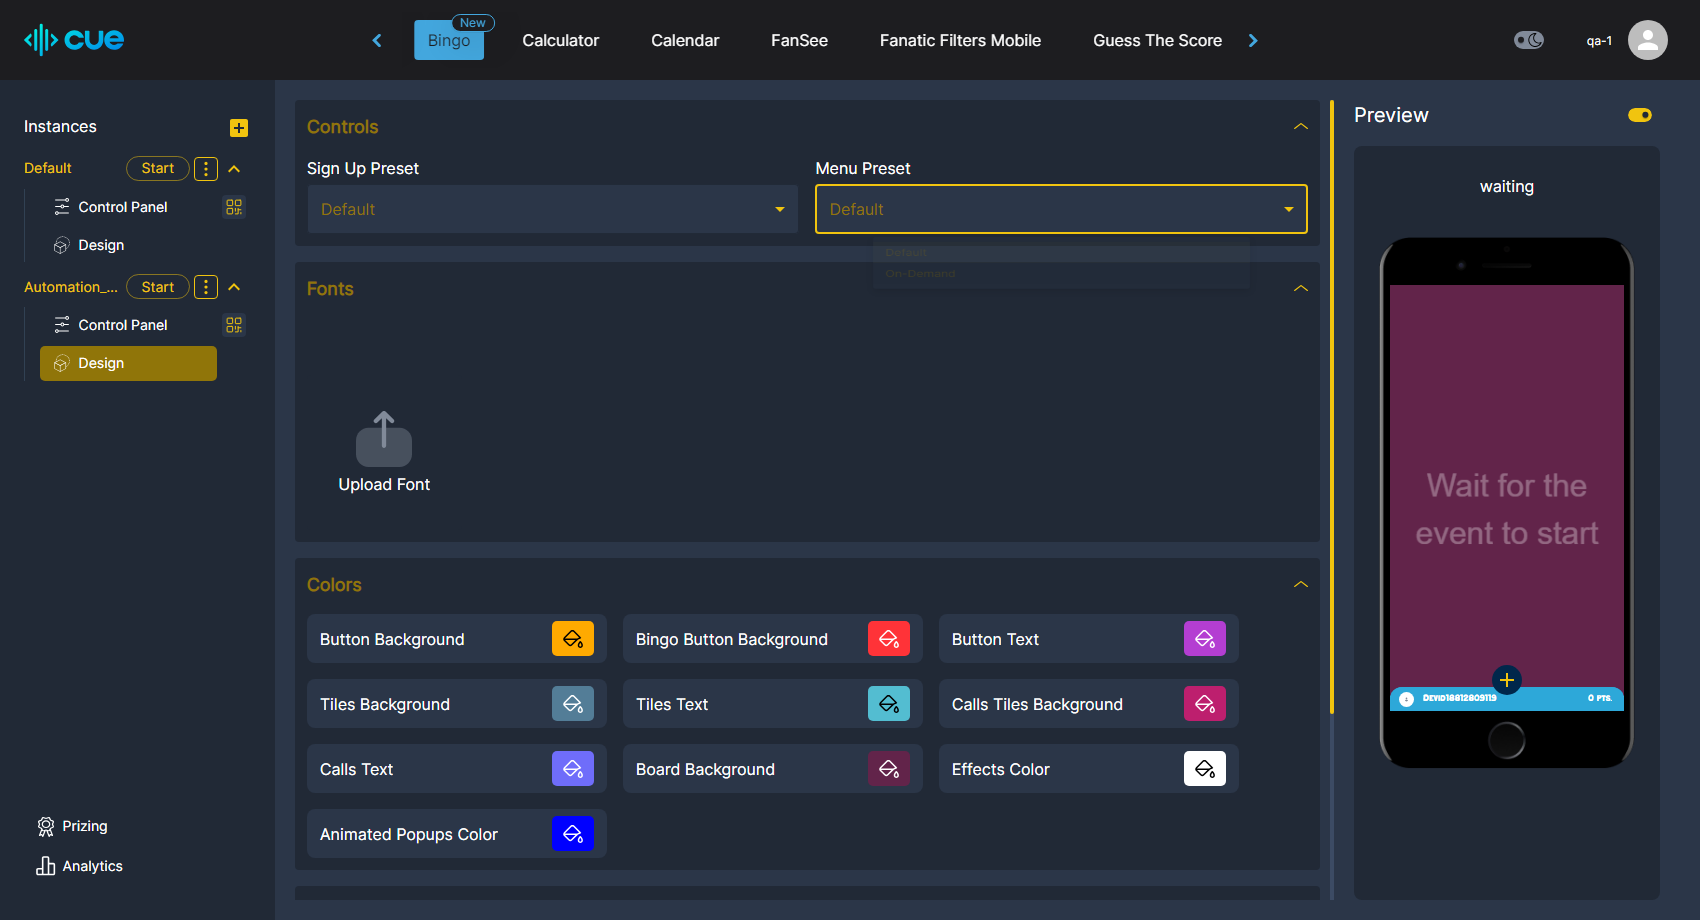 cue
Bingo
New
Calculator
Calendar
FanSee
Fanatic Filters Mobile
Guess The Score
qa-1
Instances
Default
Start
Control Panel
Design
Automation_...
Start
Control Panel
Design
Prizing
Analytics
Controls
Sign Up Preset
Default
Menu Preset
Default
Default
On-Demand
Fonts
Upload Font
Colors
Button Background
Bingo Button Background
Button Text
Tiles Background
Tiles Text
Calls Tiles Background
Calls Text
Board Background
Effects Color
Animated Popups Color
Preview
waiting
Wait for the
event to start
DEVID18812809119
0 PTS.